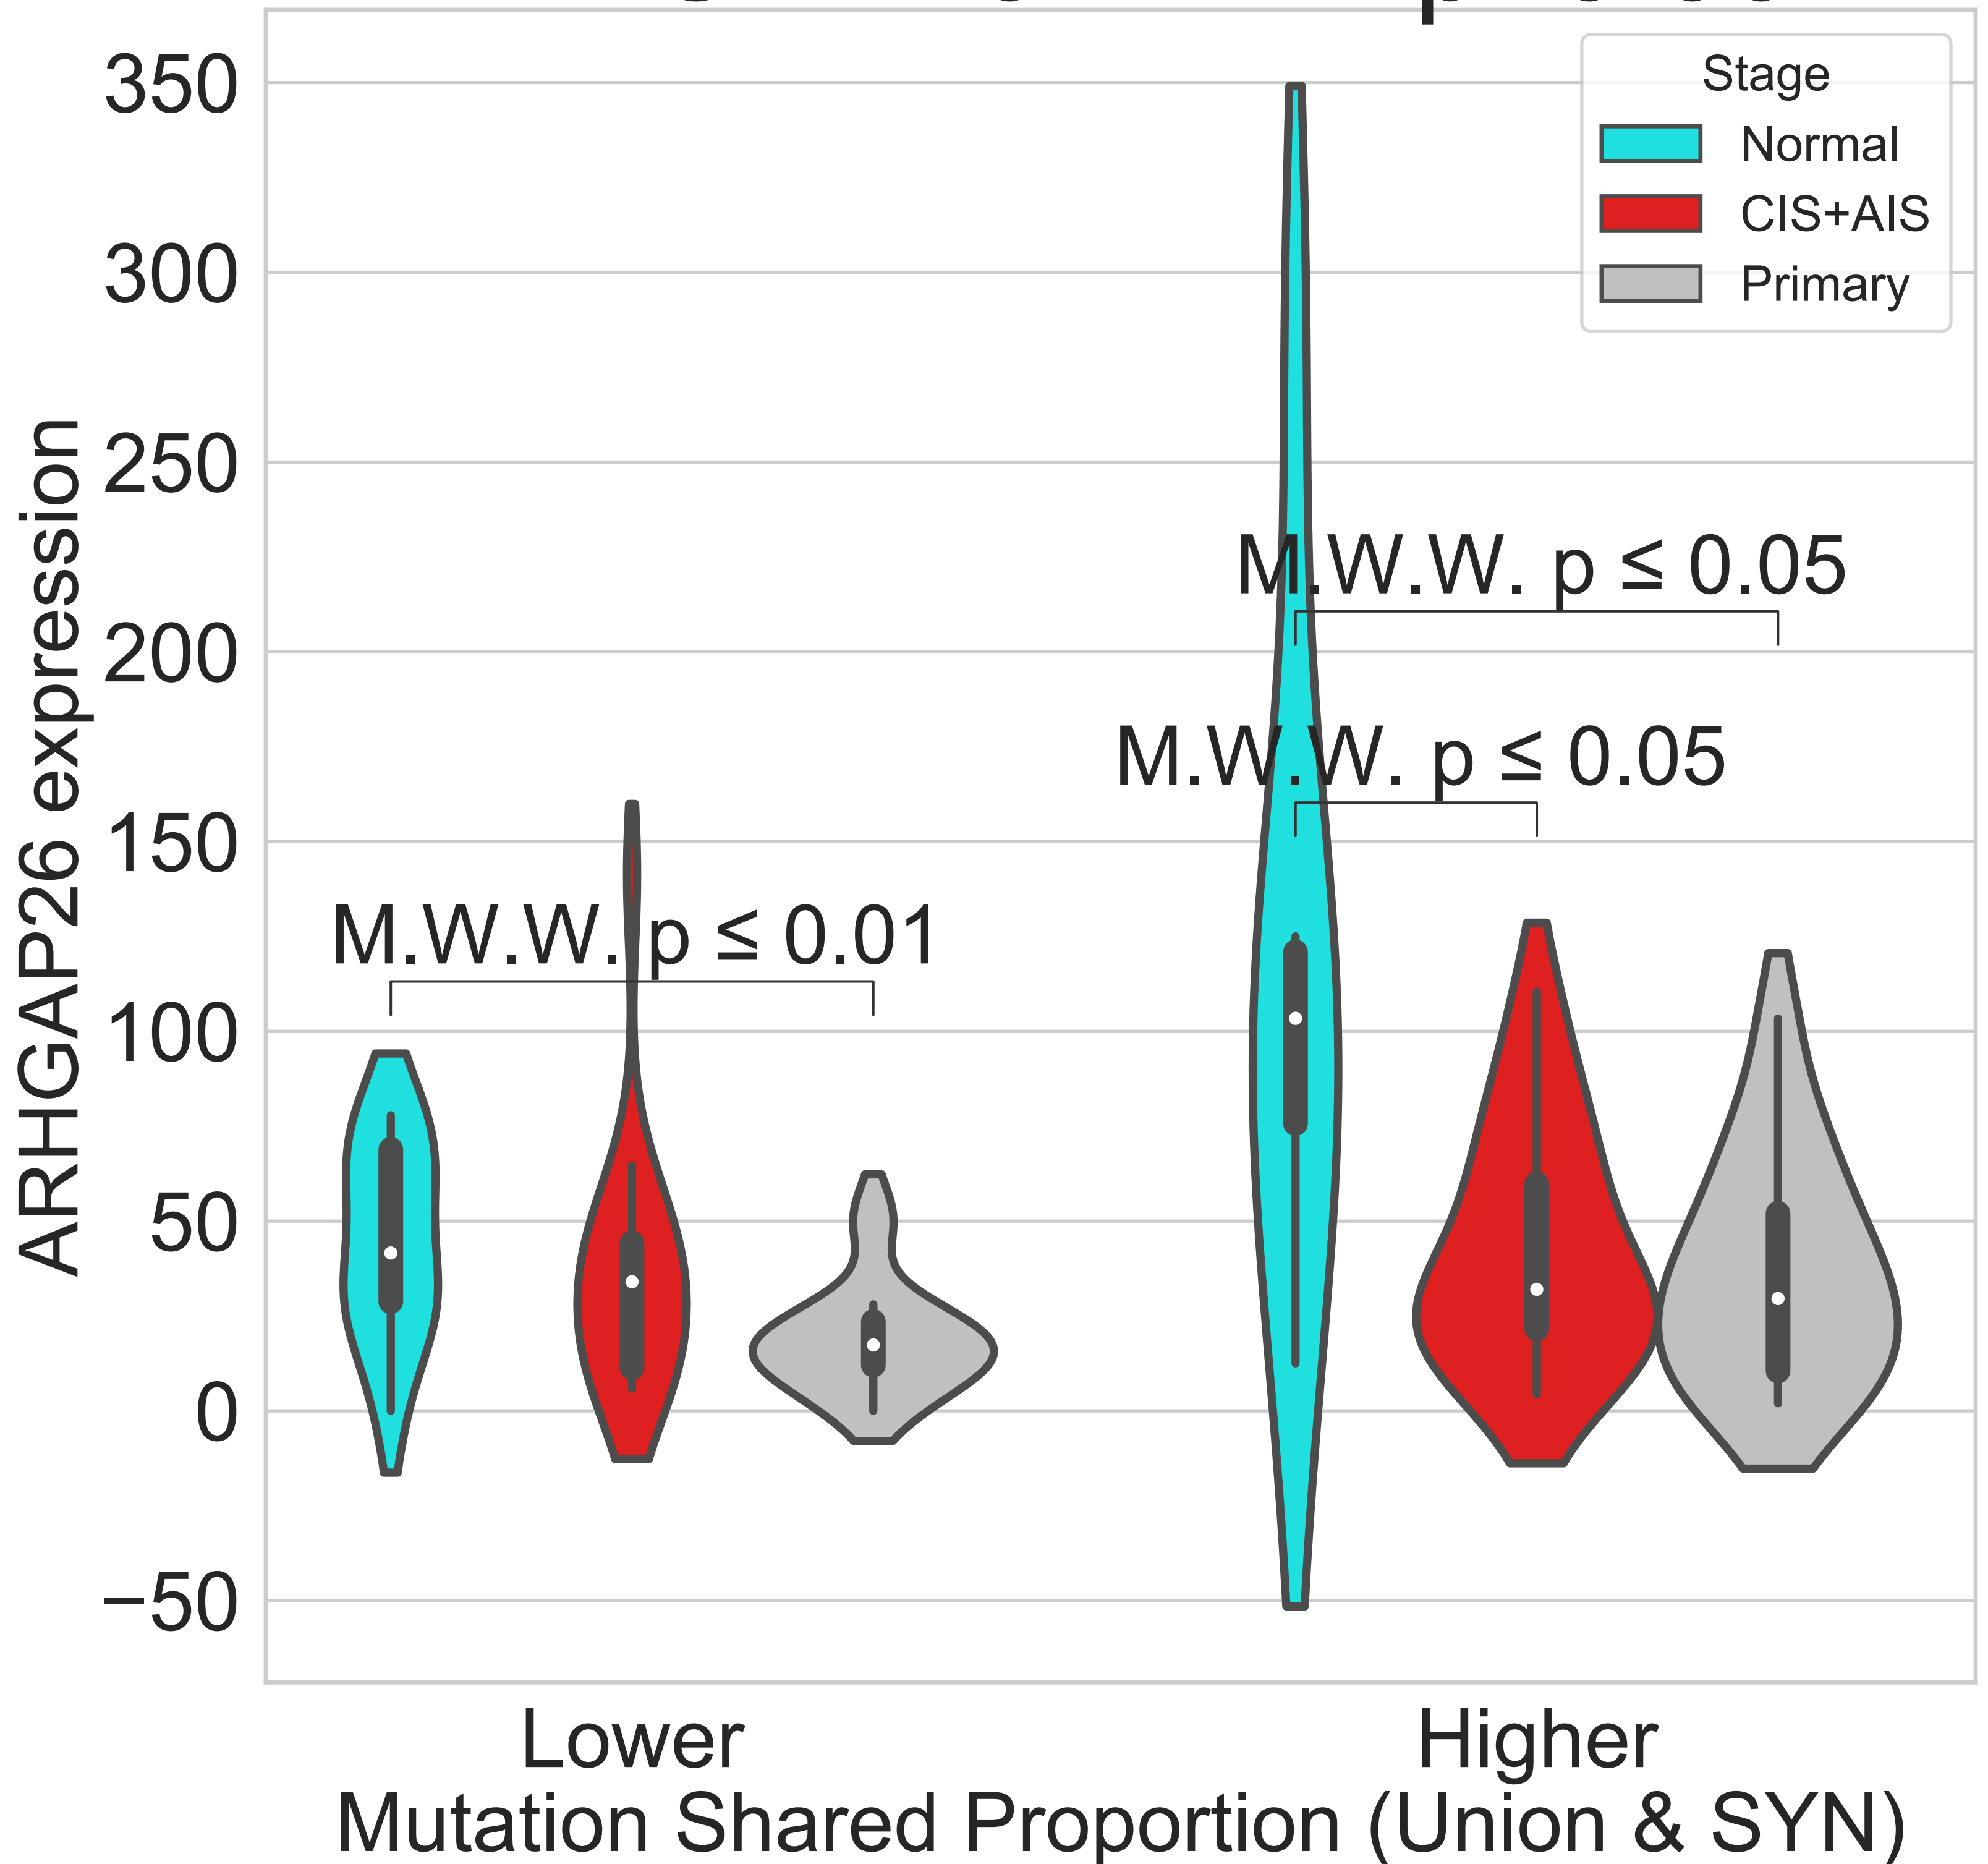 350
300
250
200
150
100
50
0
−50
ARHGAP26 expression
Stage
Normal
CIS+AIS
Primary
M.W.W. p ≤ 0.05
M.W.W. p ≤ 0.05
M.W.W. p ≤ 0.01
Lower
Higher
Mutation Shared Proportion (Union & SYN)